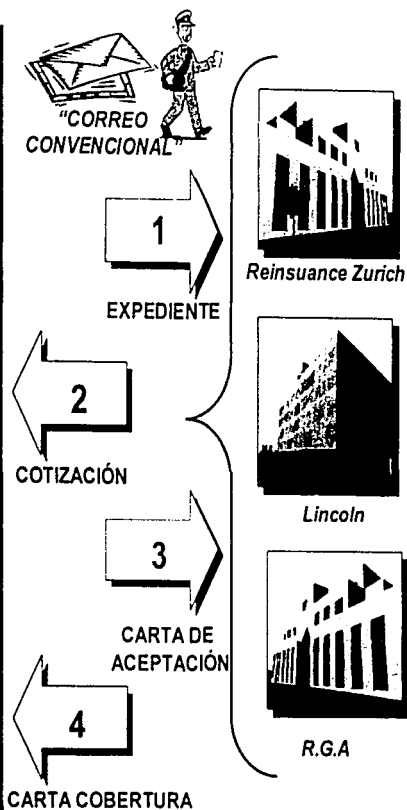 "CORREO
CONVENCIONAL"
1
EXPEDIENTE
Reinsuance Zurich
2
COTIZACIÓN
Lincoln
3
CARTA DE
ACEPTACIÓN
4
CARTA COBERTURA
R.G.A